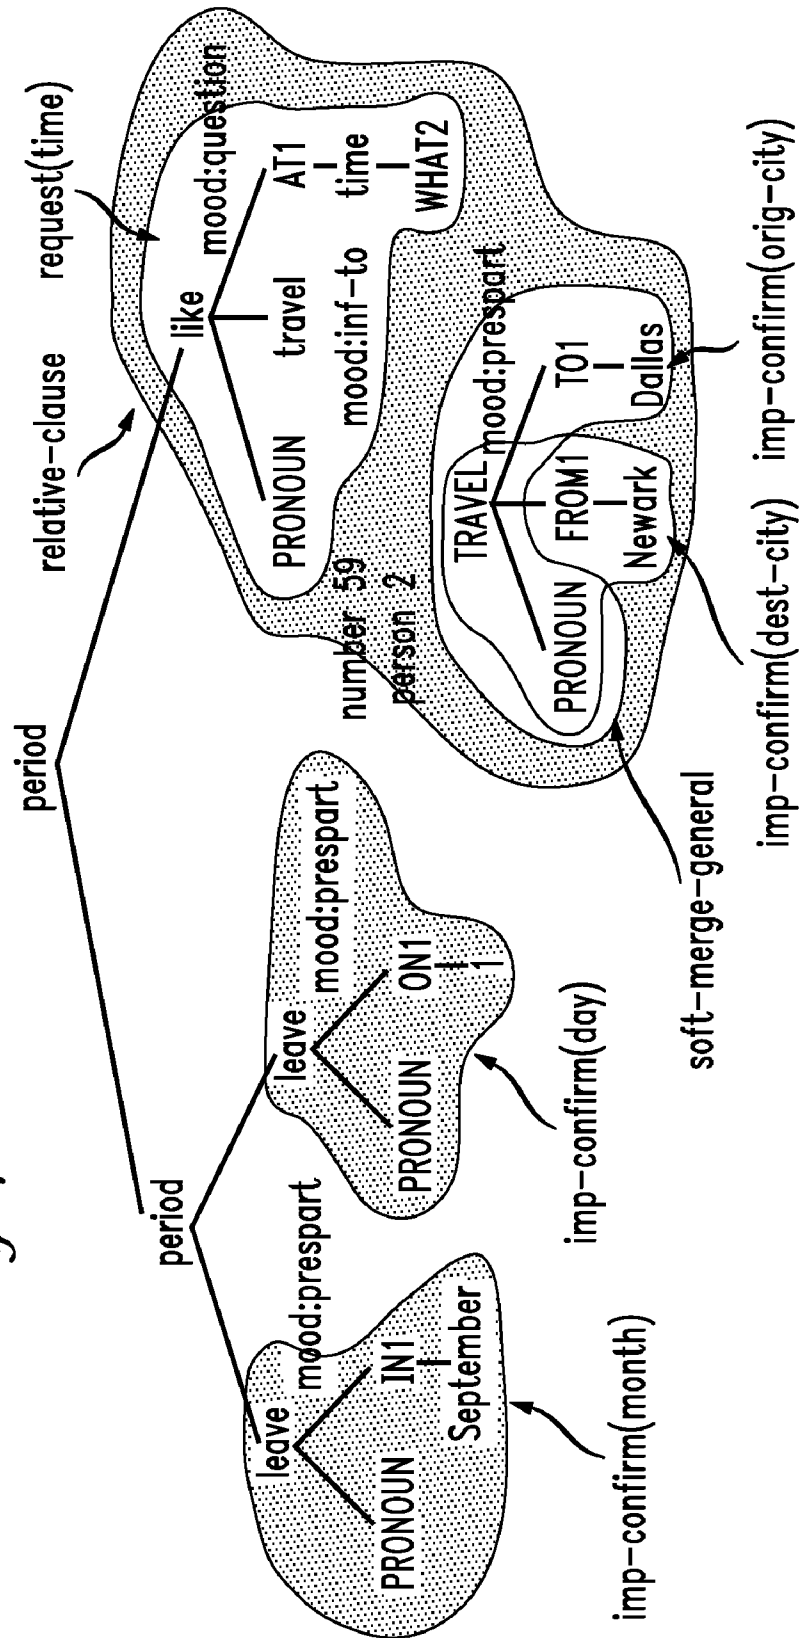 period
relative-clause
request(time)
period
like
mood:question
leave
leave
PRONOUN
travel
AT1
mood:prespart
mood:prespart
number 59
mood:inf-to
time
PRONOUN
IN1
PRONOUN
ON1
person 2
WHAT2
September
1
TRAVEL
mood:prespart
PRONOUN
FROM1
TO1
imp-confirm(month)
imp-confirm(day)
Newark
Dallas
soft-merge-general
imp-confirm(dest-city)
imp-confirm(orig-city)